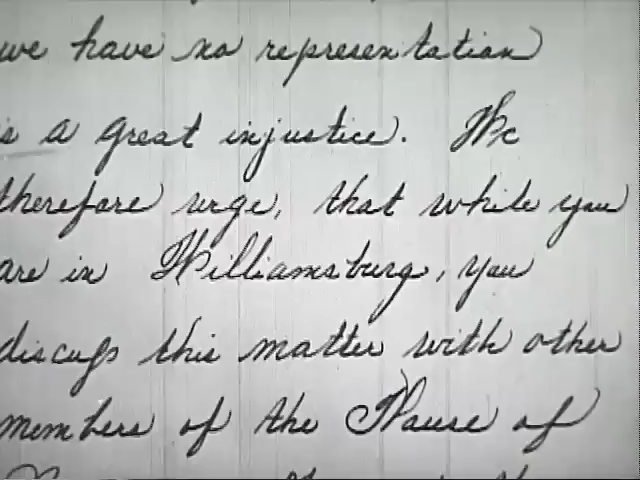 we have no representation
is a great injustice. We
therefore urge, that while you
are in Williamsburg, you
discuss this matter with other
members of the House of